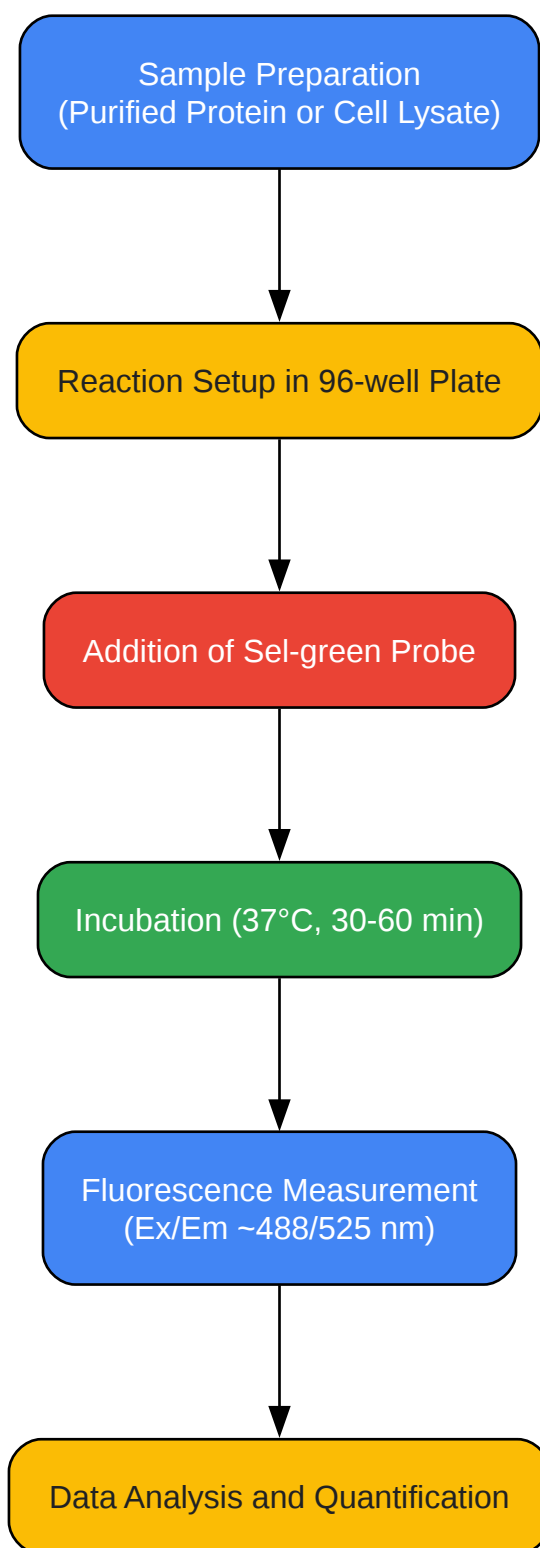 Sample Preparation
(Purified Protein or Cell Lysate)
Reaction Setup in 96-well Plate
Addition of Sel-green Probe
Incubation (37°C, 30-60 min)
Fluorescence Measurement
(Ex/Em ~488/525 nm)
Data Analysis and Quantification